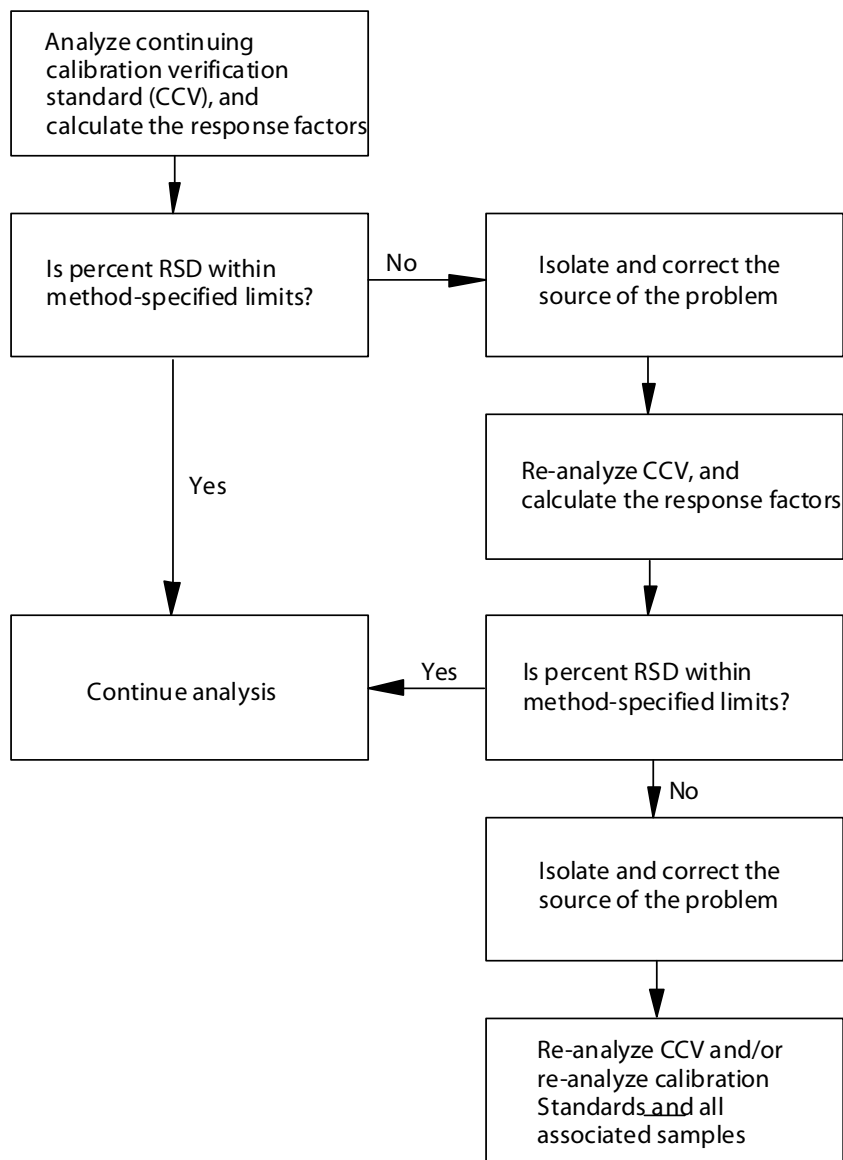 Analyze continuing
calibration verification
standard (CCV), and
calculate the response factors
Is percent RSD within
method-specified limits?
No
Isolate and correct the
source of the problem
Yes
Re-analyze CCV, and
calculate the response factors
Continue analysis
Yes
Is percent RSD within
method-specified limits?
No
Isolate and correct the
source of the problem
Re-analyze CCV and/or
re-analyze calibration
Standards and all
associated samples